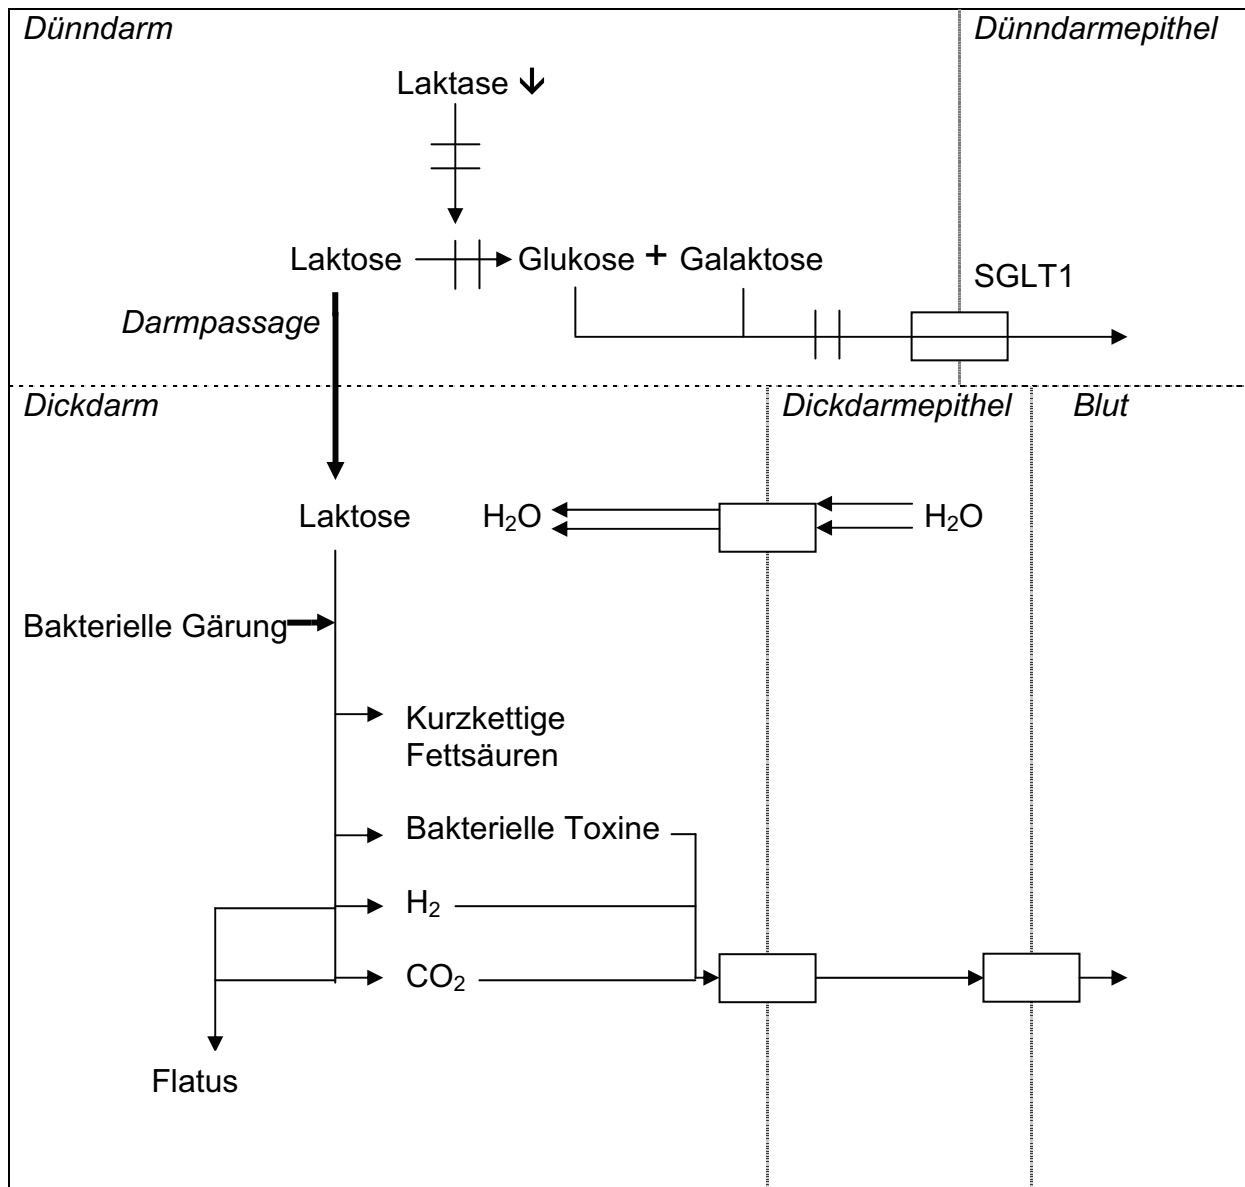 Dünndarm
Dünndarmepithel
Laktase ↓
Laktose
Glukose + Galaktose
SGLT1
Darmpassage
Dickdarm
Dickdarmepithel
Blut
Laktose
H₂O
H₂O
Bakterielle Gärung
Kurzkettige
Fettsäuren
Bakterielle Toxine
H₂
CO₂
Flatus